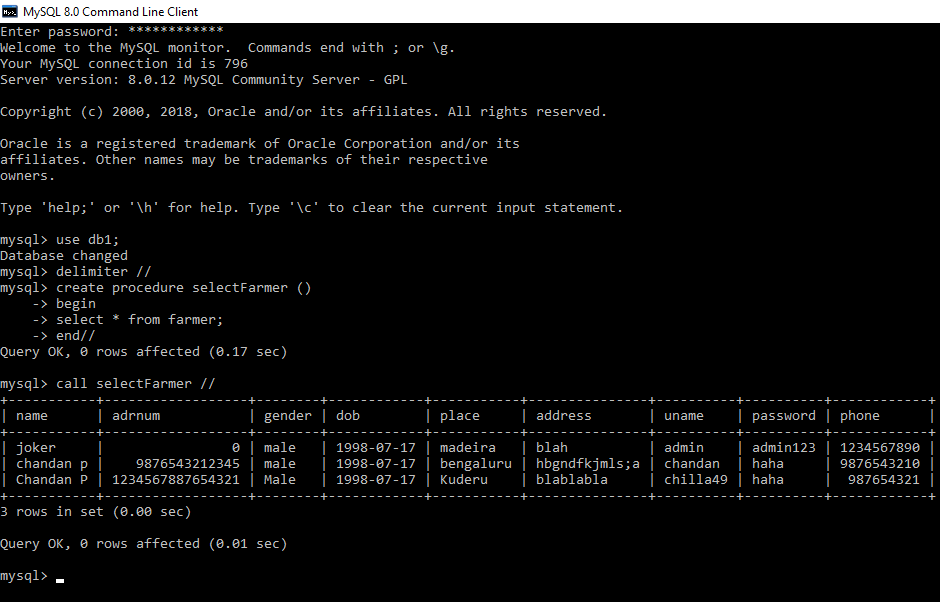 MySQL 8.0 Command Line Client
Enter password: ************
Welcome to the MySQL monitor.  Commands end with ; or \g.
Your MySQL connection id is 796
Server version: 8.0.12 MySQL Community Server - GPL
Copyright (c) 2000, 2018, Oracle and/or its affiliates. All rights reserved.
Oracle is a registered trademark of Oracle Corporation and/or its
affiliates. Other names may be trademarks of their respective
owners.
Type 'help;' or '\h' for help. Type '\c' to clear the current input statement.
mysql> use db1;
Database changed
mysql> delimiter //
mysql> create procedure selectFarmer ()
    -> begin
    -> select * from farmer;
    -> end//
Query OK, 0 rows affected (0.17 sec)
mysql> call selectFarmer //
+-----------+------------------+--------+------------+-----------+---------------+----------+----------+------------+
| name      | adrnum           | gender | dob        | place     | address       | uname    | password | phone      |
+-----------+------------------+--------+------------+-----------+---------------+----------+----------+------------+
| joker     |                0 | male   | 1998-07-17 | madeira   | blah          | admin    | admin123 | 1234567890 |
| chandan p |    9876543212345 | male   | 1998-07-17 | bengaluru | hbgndfkjmls;a | chandan  | haha     | 9876543210 |
| Chandan P | 1234567887654321 | Male   | 1998-07-17 | Kuderu    | blablabla     | chilla49 | haha     |  987654321 |
+-----------+------------------+--------+------------+-----------+---------------+----------+----------+------------+
3 rows in set (0.00 sec)
Query OK, 0 rows affected (0.01 sec)
mysql> _